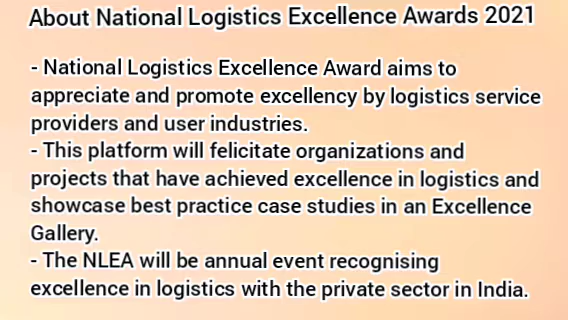 About National Logistics Excellence Awards 2021
- National Logistics Excellence Award aims to
appreciate and promote excellency by logistics service
providers and user industries.
- This platform will felicitate organizations and
projects that have achieved excellence in logistics and
showcase best practice case studies in an Excellence
Gallery.
- The NLEA will be annual event recognising
excellence in logistics with the private sector in India.